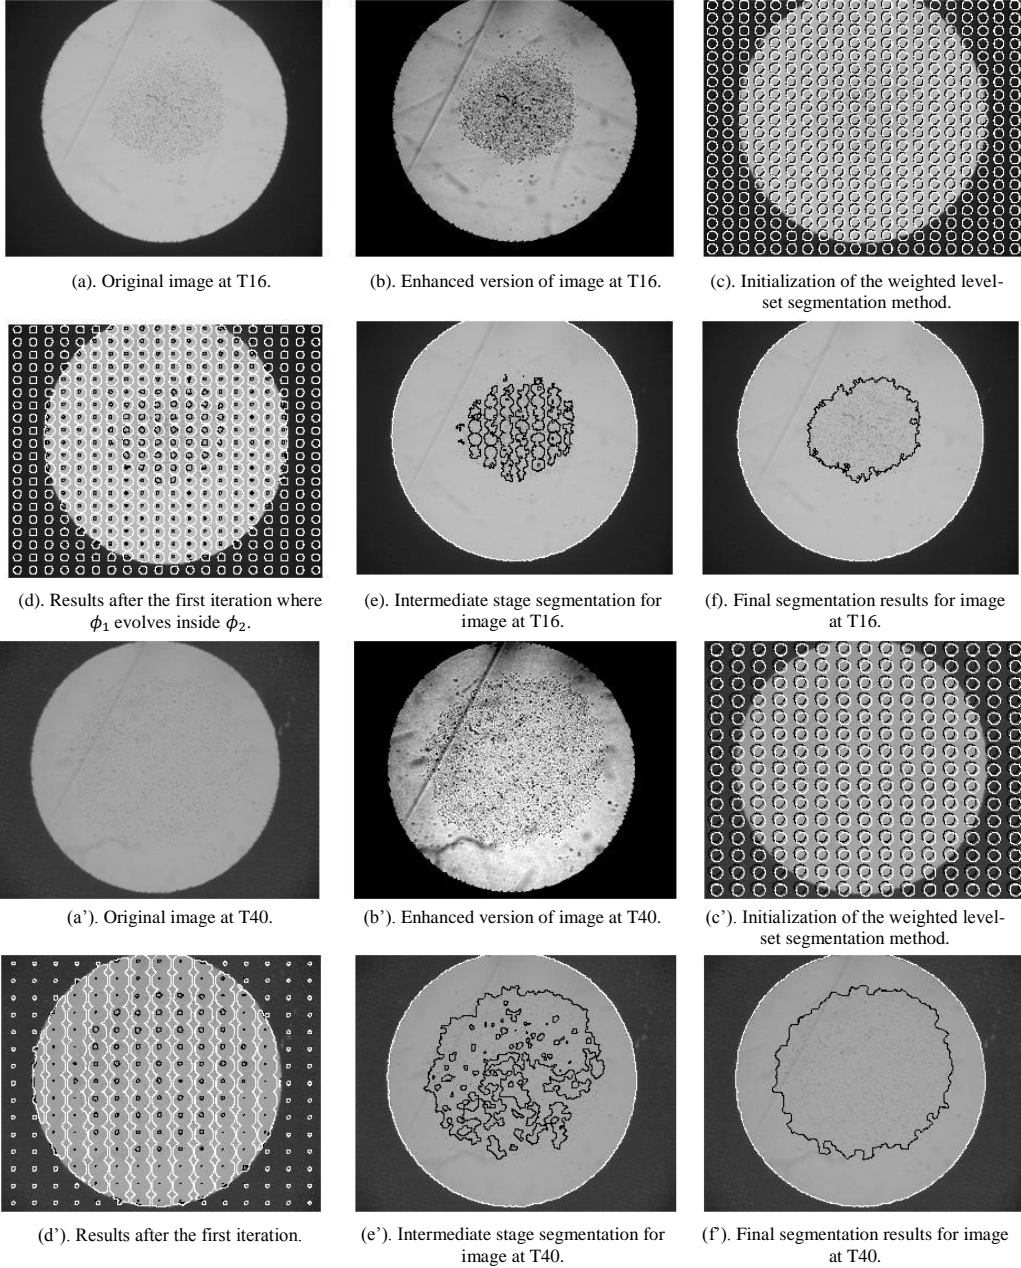 (a). Original image at T16.
(b). Enhanced version of image at T16.
(c). Initialization of the weighted level-
set segmentation method.
(d). Results after the first iteration where
𝜙₁ evolves inside 𝜙₂.
(e). Intermediate stage segmentation for
image at T16.
(f). Final segmentation results for image
at T16.
(a’). Original image at T40.
(b’). Enhanced version of image at T40.
(c’). Initialization of the weighted level-
set segmentation method.
(d’). Results after the first iteration.
(e’). Intermediate stage segmentation for
image at T40.
(f’). Final segmentation results for image
at T40.